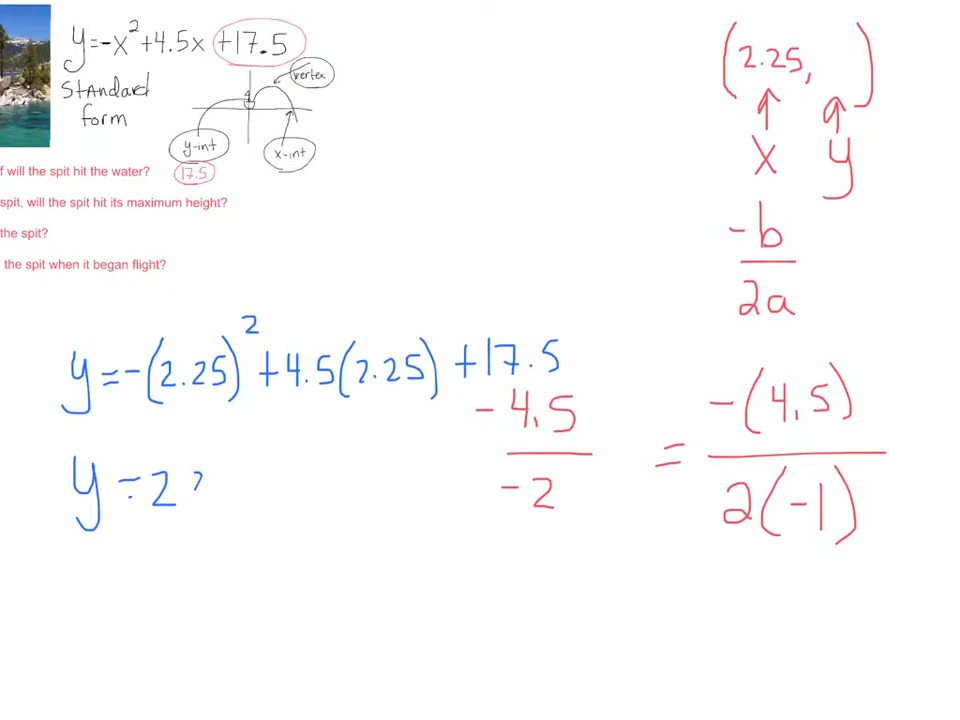 y=-x²+4.5x +17.5
Standard
form
vertex
y-int
x-int
17.5
f will the spit hit the water?
spit, will the spit hit its maximum height?
the spit?
the spit when it began flight?
(2.25, )
x y
-b
2a
y=-(2.25)²+4.5(2.25)+17.5
y=2
-4.5
-2
=
-(4.5)
2(-1)